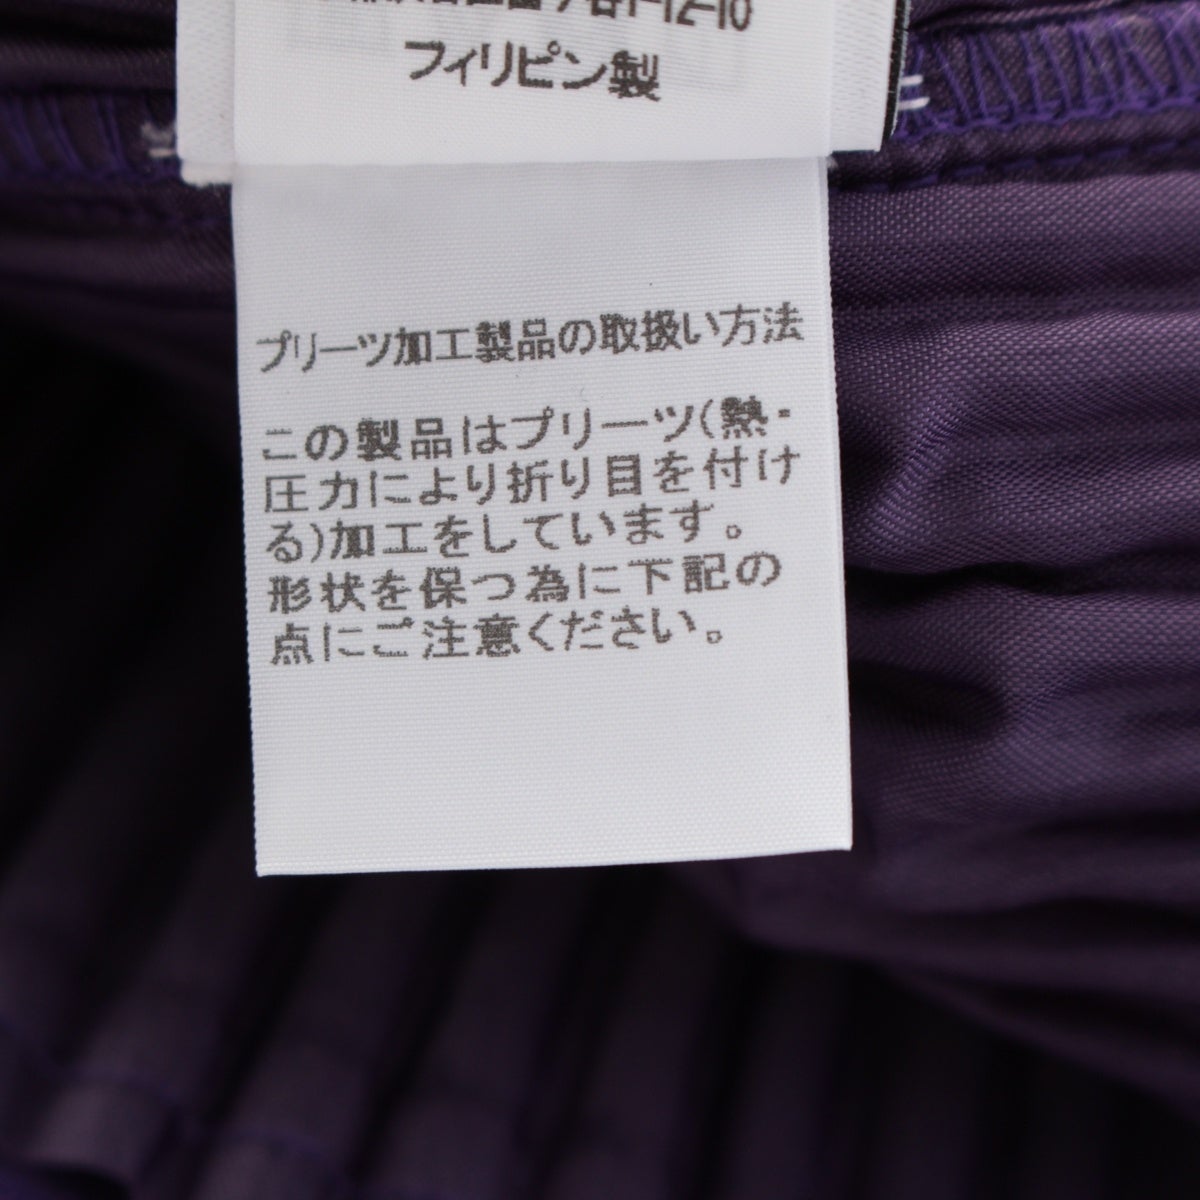 1-12-10
フィリピン製
プリーツ加工製品の取扱い方法
この製品はプリーツ(熱・
圧力により折り目を付け
る)加工をしています。
形状を保つ為に下記の
点にご注意ください。